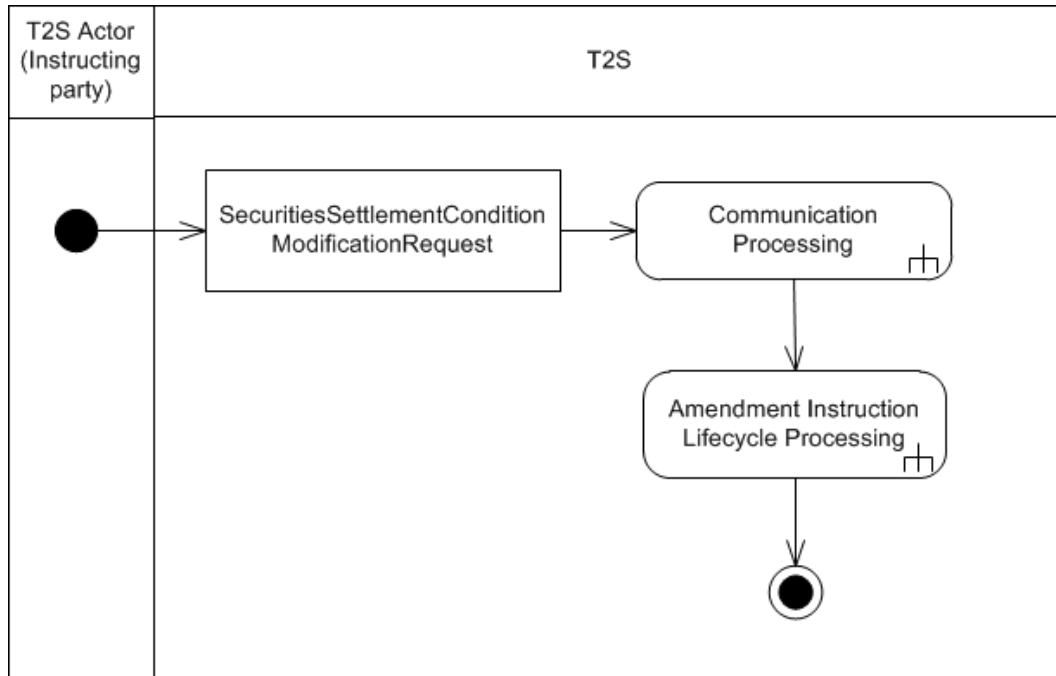 T2S Actor
(Instructing
party)
T2S
SecuritiesSettlementCondition
ModificationRequest
Communication
Processing
Amendment Instruction
Lifecycle Processing